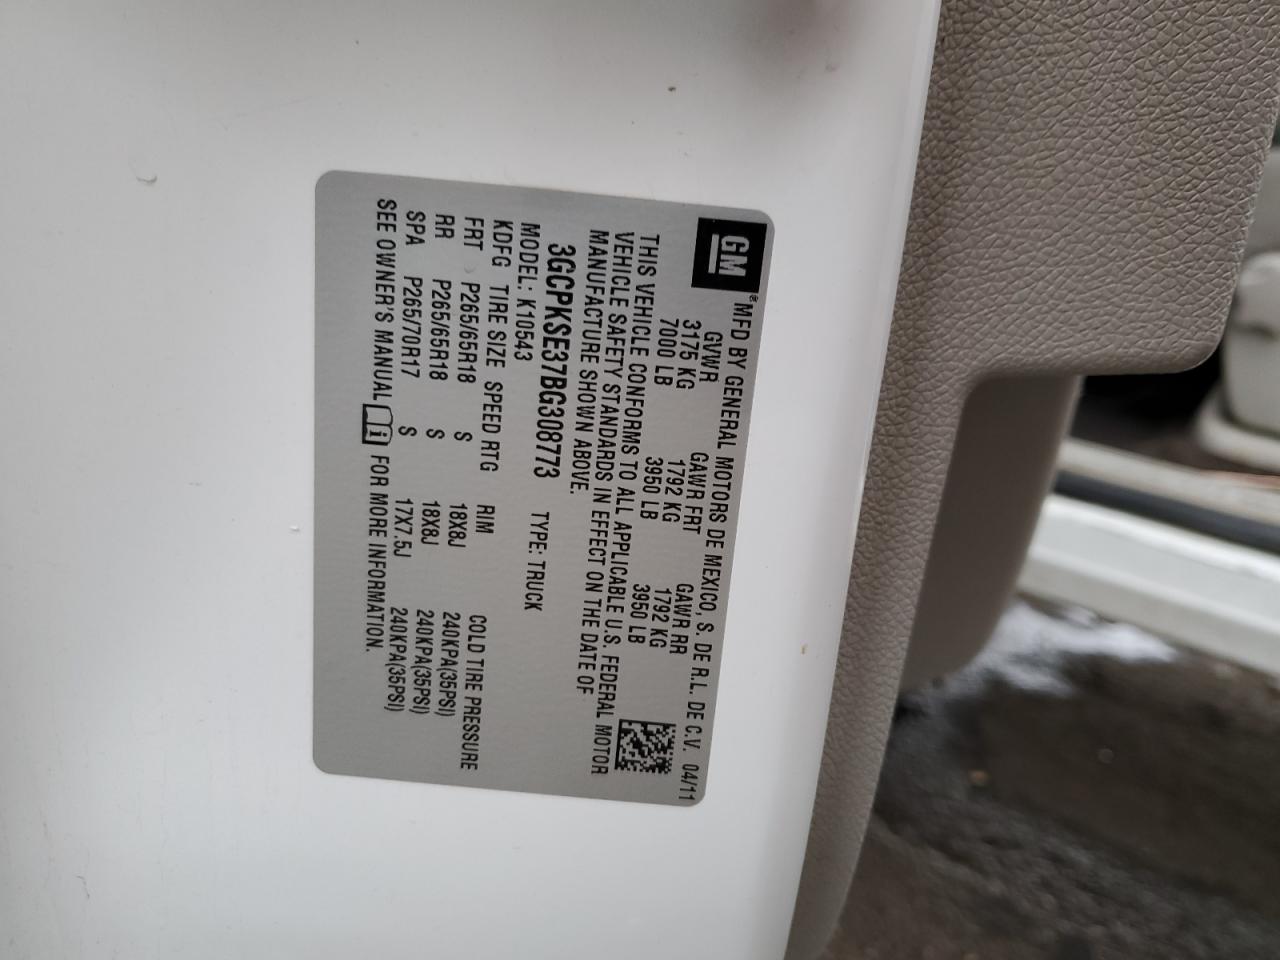 GM ® MFD BY GENERAL MOTORS DE MEXICO, S. DE R.L. DE C.V. 04/11
GVWR GAWR FRT GAWR RR
3175 KG 1792 KG 1792 KG
7000 LB 3950 LB 3950 LB
THIS VEHICLE CONFORMS TO ALL APPLICABLE U.S. FEDERAL MOTOR
VEHICLE SAFETY STANDARDS IN EFFECT ON THE DATE OF
MANUFACTURE SHOWN ABOVE.
3GCPKSE37BG308773 TYPE: TRUCK
MODEL: K10543
KDFG TIRE SIZE SPEED RTG RIM COLD TIRE PRESSURE
FRT P265/65R18 S 18X8J 240KPA(35PSI)
RR P265/65R18 S 18X8J 240KPA(35PSI)
SPA P265/70R17 S 17X7.5J 240KPA(35PSI)
SEE OWNER'S MANUAL i FOR MORE INFORMATION.